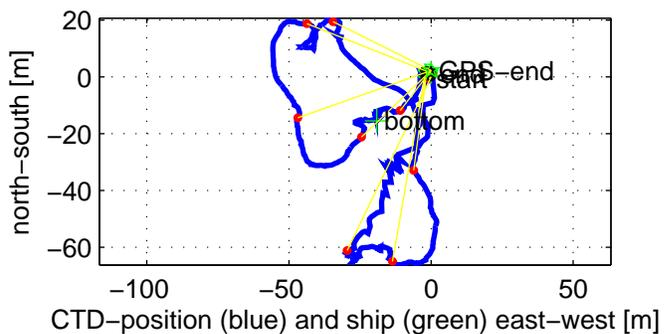 20
0
−20
−40
−60
north−south [m]
GPS−end
end
start
bottom
−100
−50
0
50
CTD−position (blue) and ship (green) east−west [m]